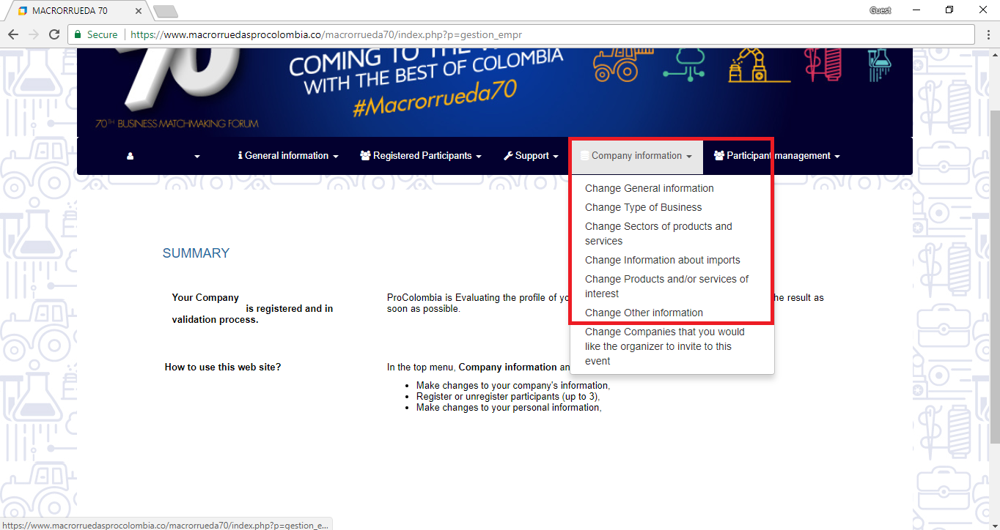 MACRORRUEDA 70
Guest
Secure
https://www.macrorruedasprocolombia.co/macrorrueda70/index.php?p=gestion_empr
70
COMING TO THE
WITH THE BEST OF COLOMBIA
#Macrorrueda70
70TH BUSINESS MATCHMAKING FORUM
General information
Registered Participants
Support
Company information
Participant management
Change General information
Change Type of Business
Change Sectors of products and
services
Change Information about imports
Change Products and/or services of
interest
Change Other information
Change Companies that you would
like the organizer to invite to this
event
SUMMARY
Your Company
is registered and in
validation process.
ProColombia is Evaluating the profile of
he result as
soon as possible.
How to use this web site?
In the top menu, Company information
Make changes to your company's information,
Register or unregister participants (up to 3),
Make changes to your personal information,
https://www.macrorruedasprocolombia.co/macrorrueda70/index.php?p=gestion_e...